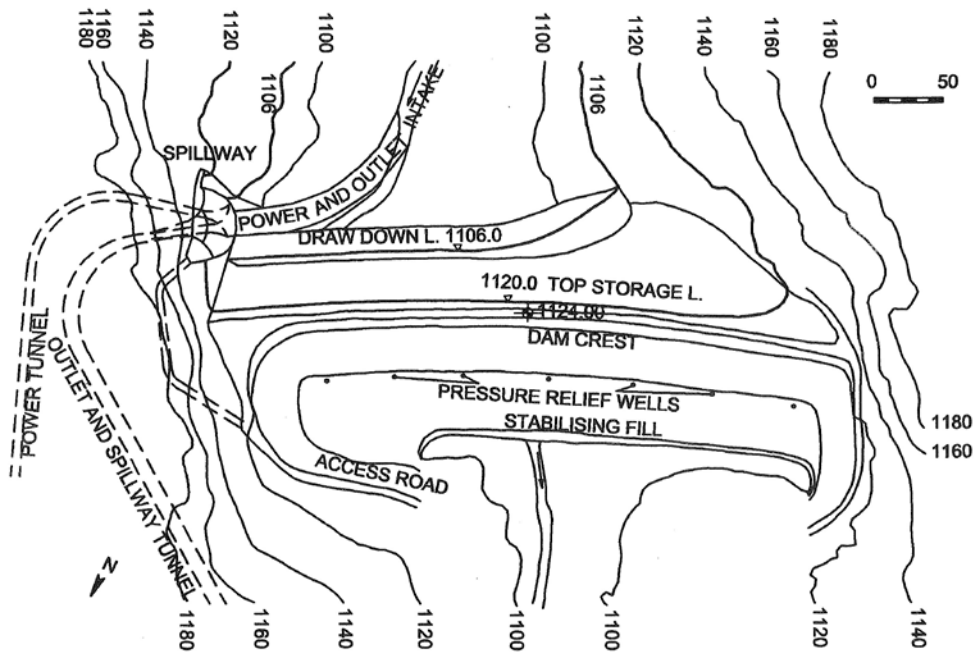 1180
1160
1140
1120
1106
1100
1100
1106
1120
1140
1160
1180
0 50
SPILLWAY
POWER AND OUTLET INTAKE
DRAW DOWN L. 1106.0
1120.0 TOP STORAGE L.
1124.00
DAM CREST
PRESSURE RELIEF WELLS
STABILISING FILL
ACCESS ROAD
POWER TUNNEL
OUTLET AND SPILLWAY TUNNEL
N
1180
1160
1180
1160
1140
1120
1100
1100
1120
1140